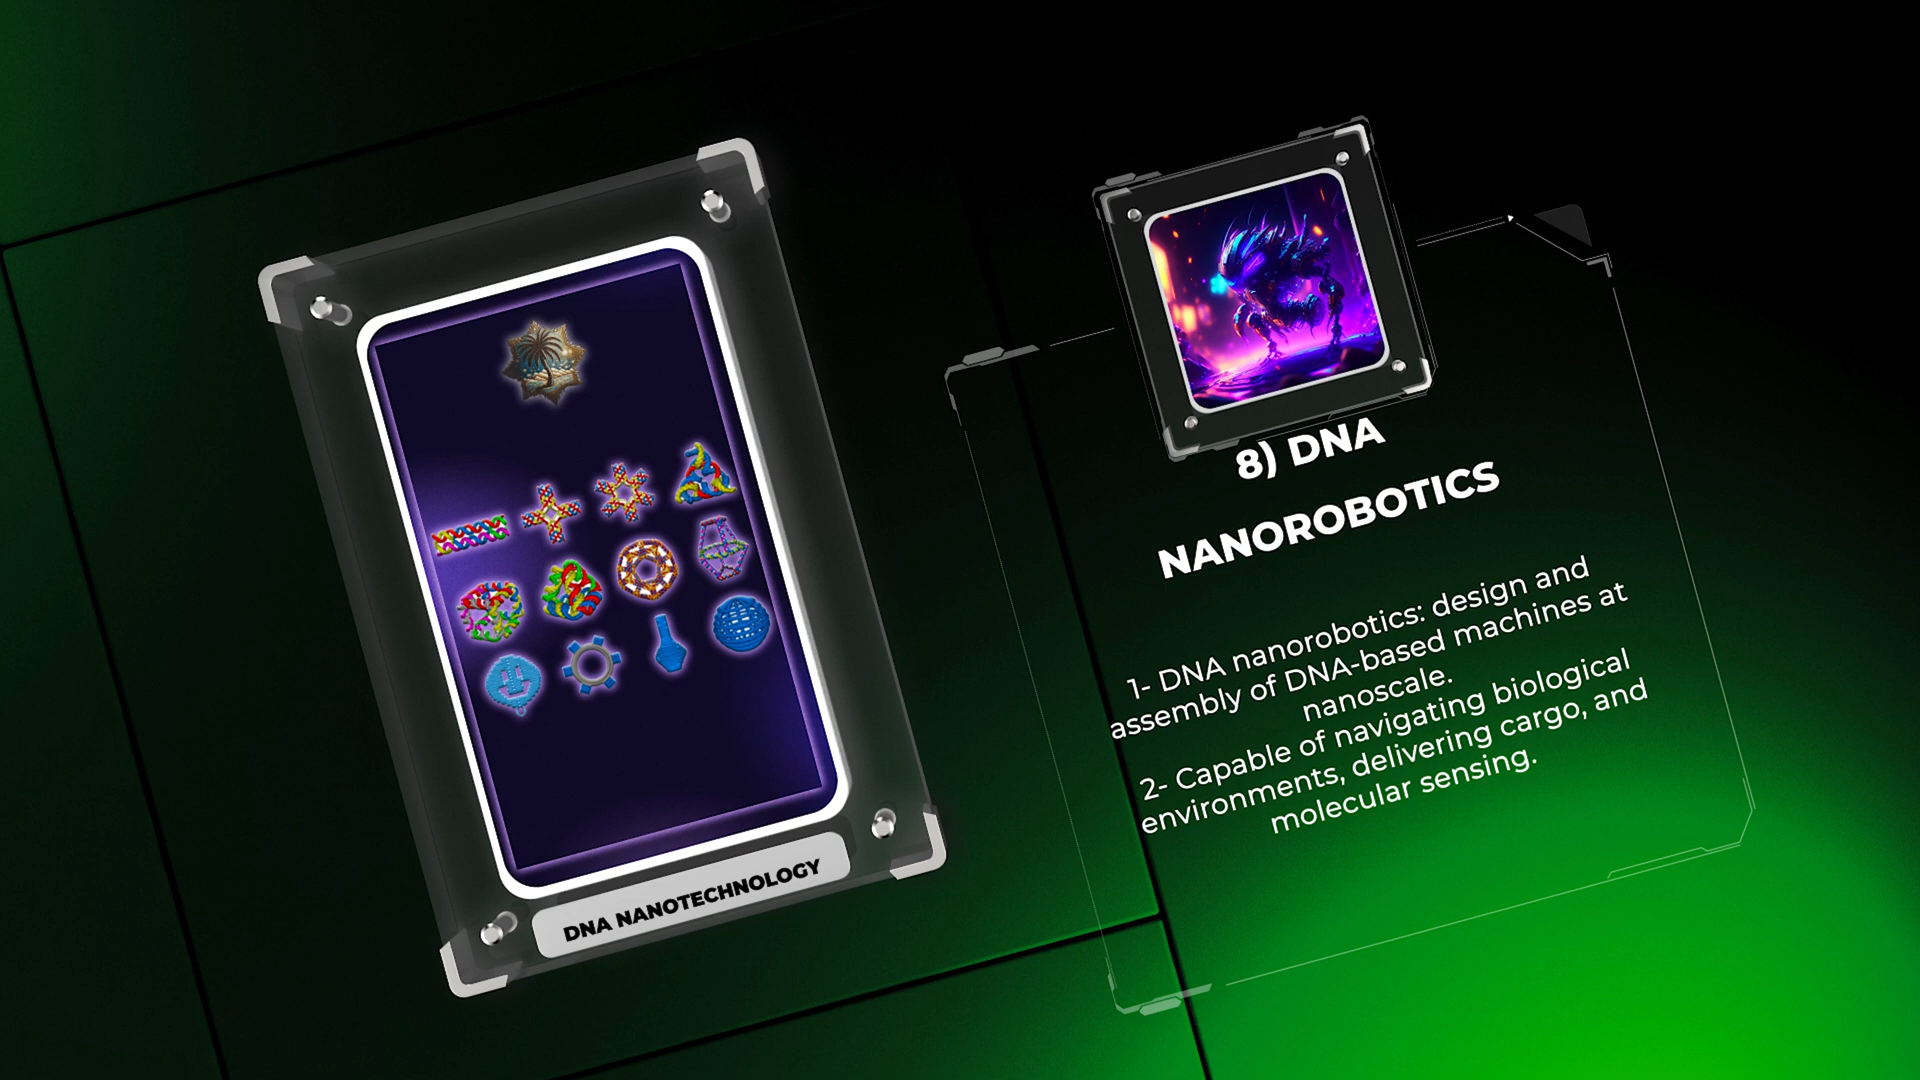 DNA NANOTECHNOLOGY
8) DNA
NANOROBOTICS
1- DNA nanorobotics: design and
assembly of DNA-based machines at
nanoscale.
2- Capable of navigating biological
environments, delivering cargo, and
molecular sensing.